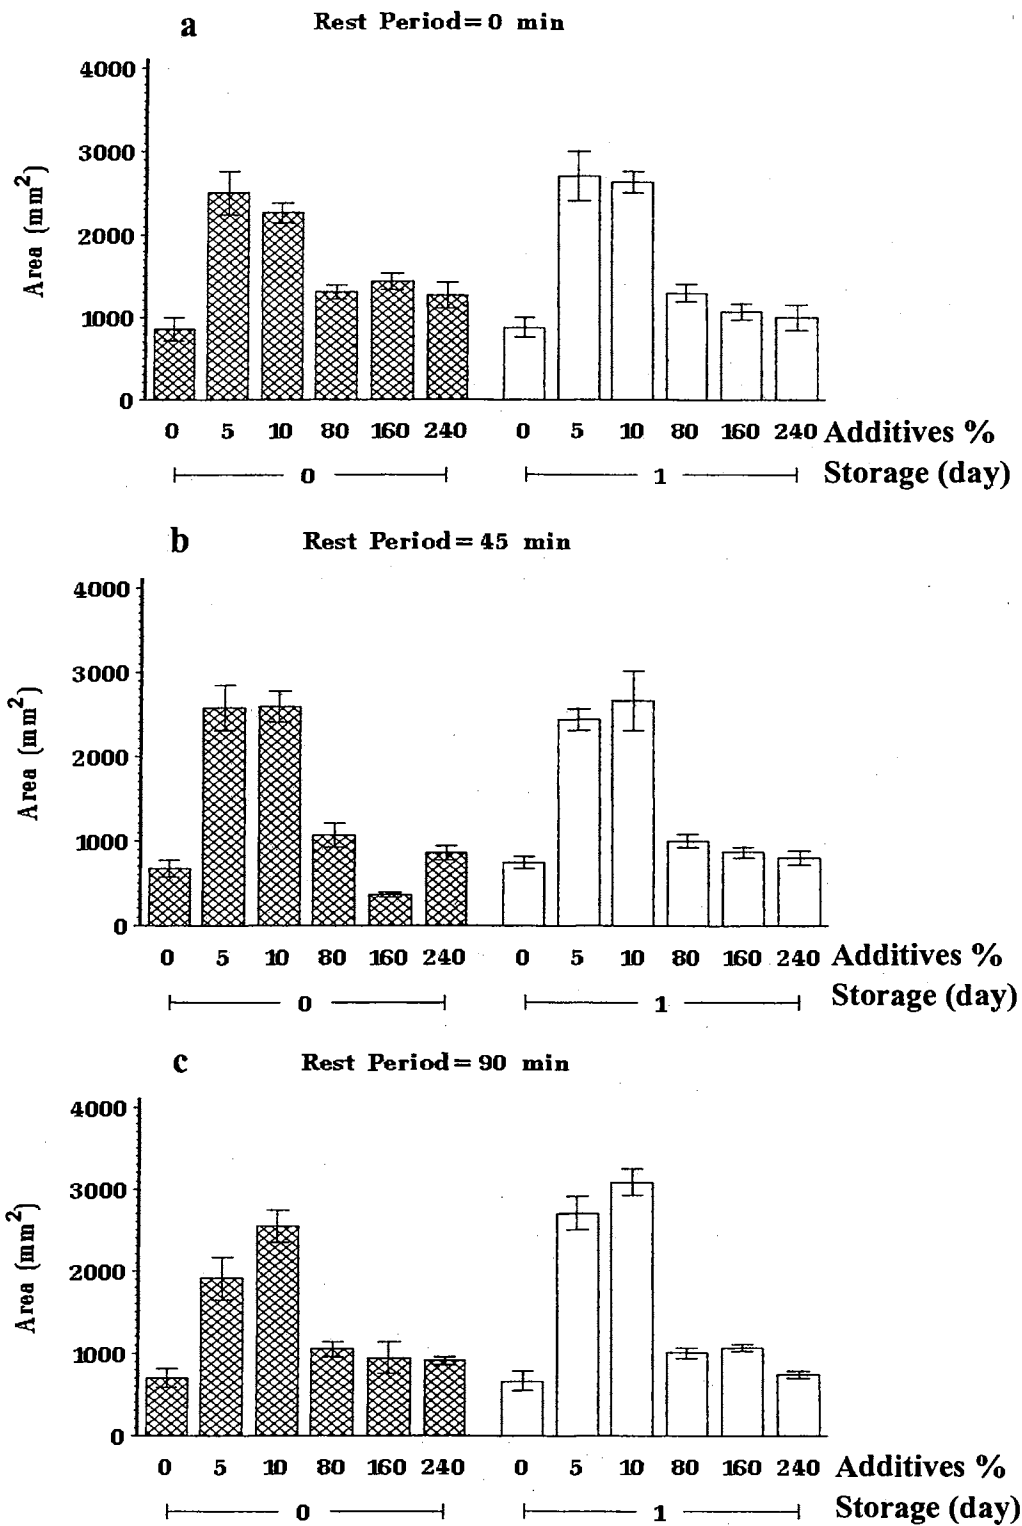 a Rest Period=0 min
4000
3000
2000
1000
0
Area (mm²)
0 5 10 80 160 240 0 5 10 80 160 240 Additives %
0 1 Storage (day)
b Rest Period=45 min
4000
3000
2000
1000
0
Area (mm²)
0 5 10 80 160 240 0 5 10 80 160 240 Additives %
0 1 Storage (day)
c Rest Period=90 min
4000
3000
2000
1000
0
Area (mm²)
0 5 10 80 160 240 0 5 10 80 160 240 Additives %
0 1 Storage (day)